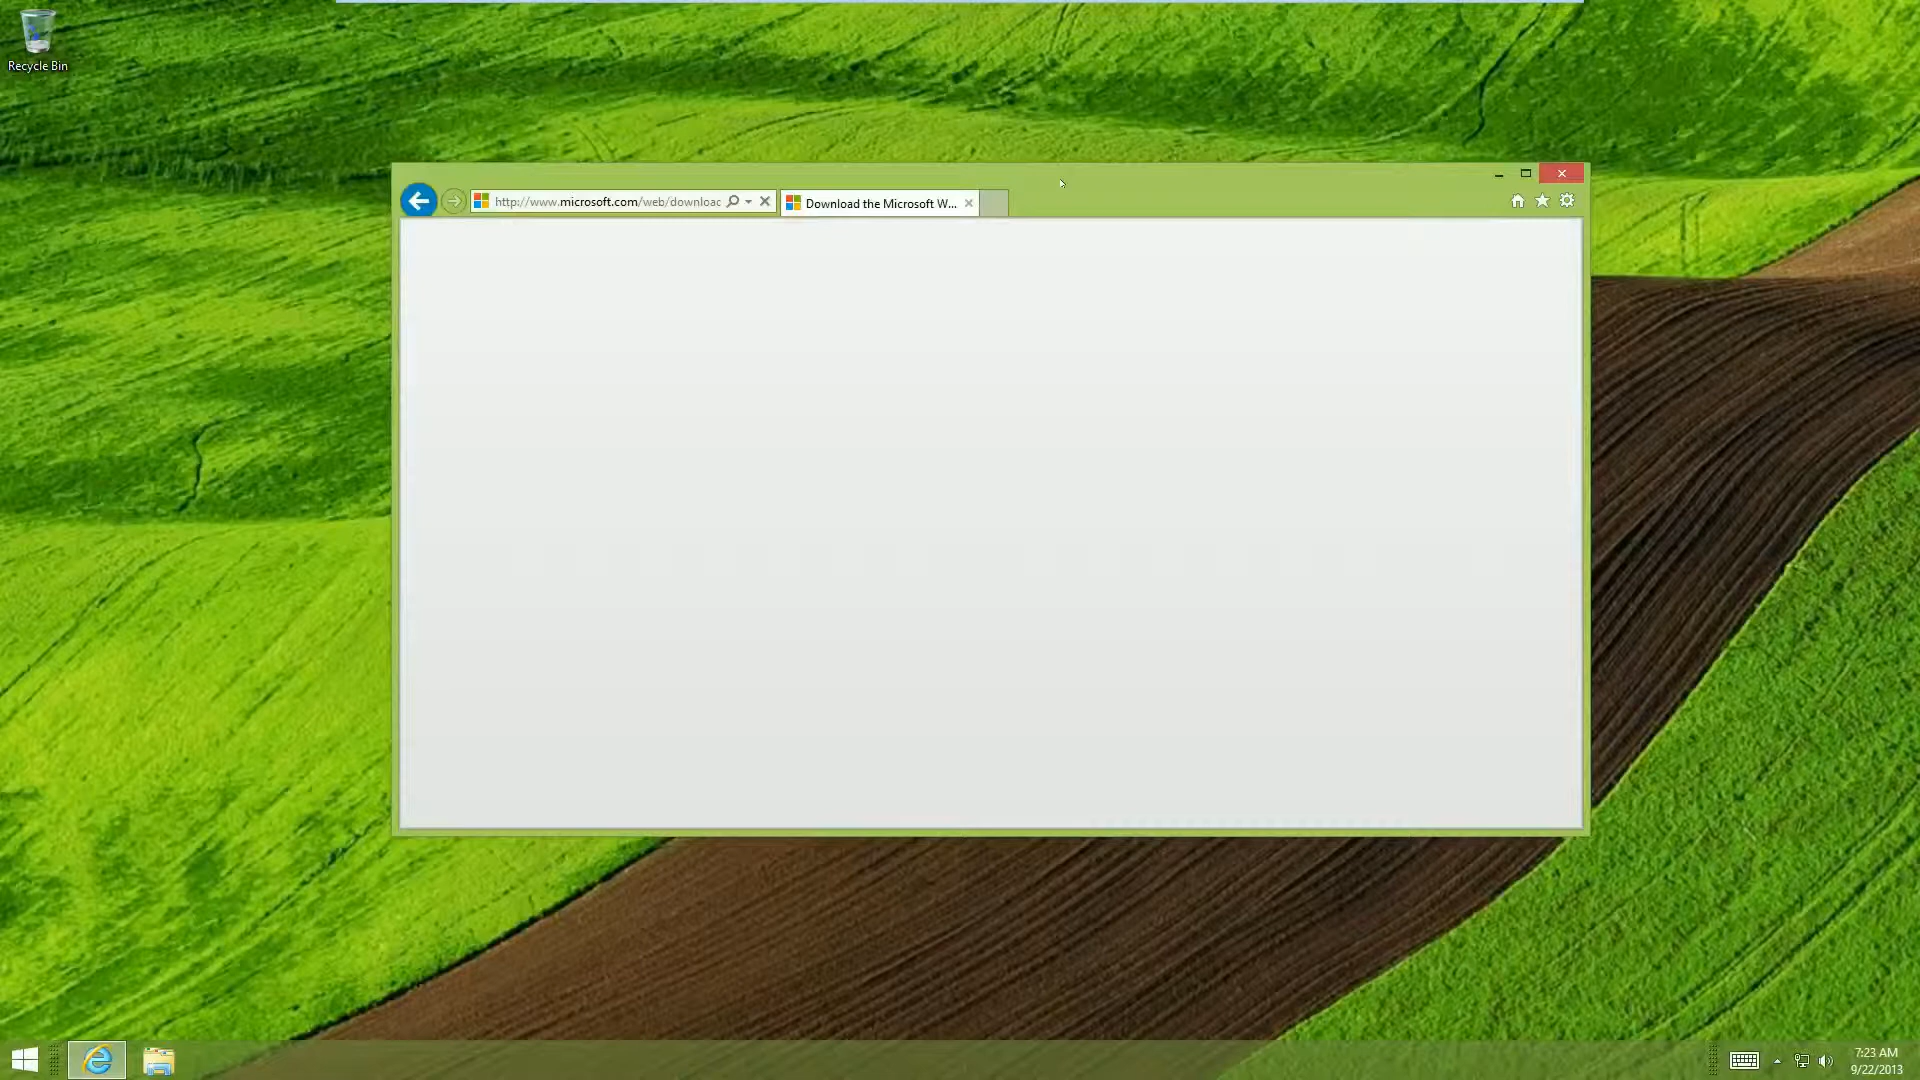 Recycle Bin
http://www.microsoft.com/web/downloac
Download the Microsoft W...
7:23 AM
9/22/2013